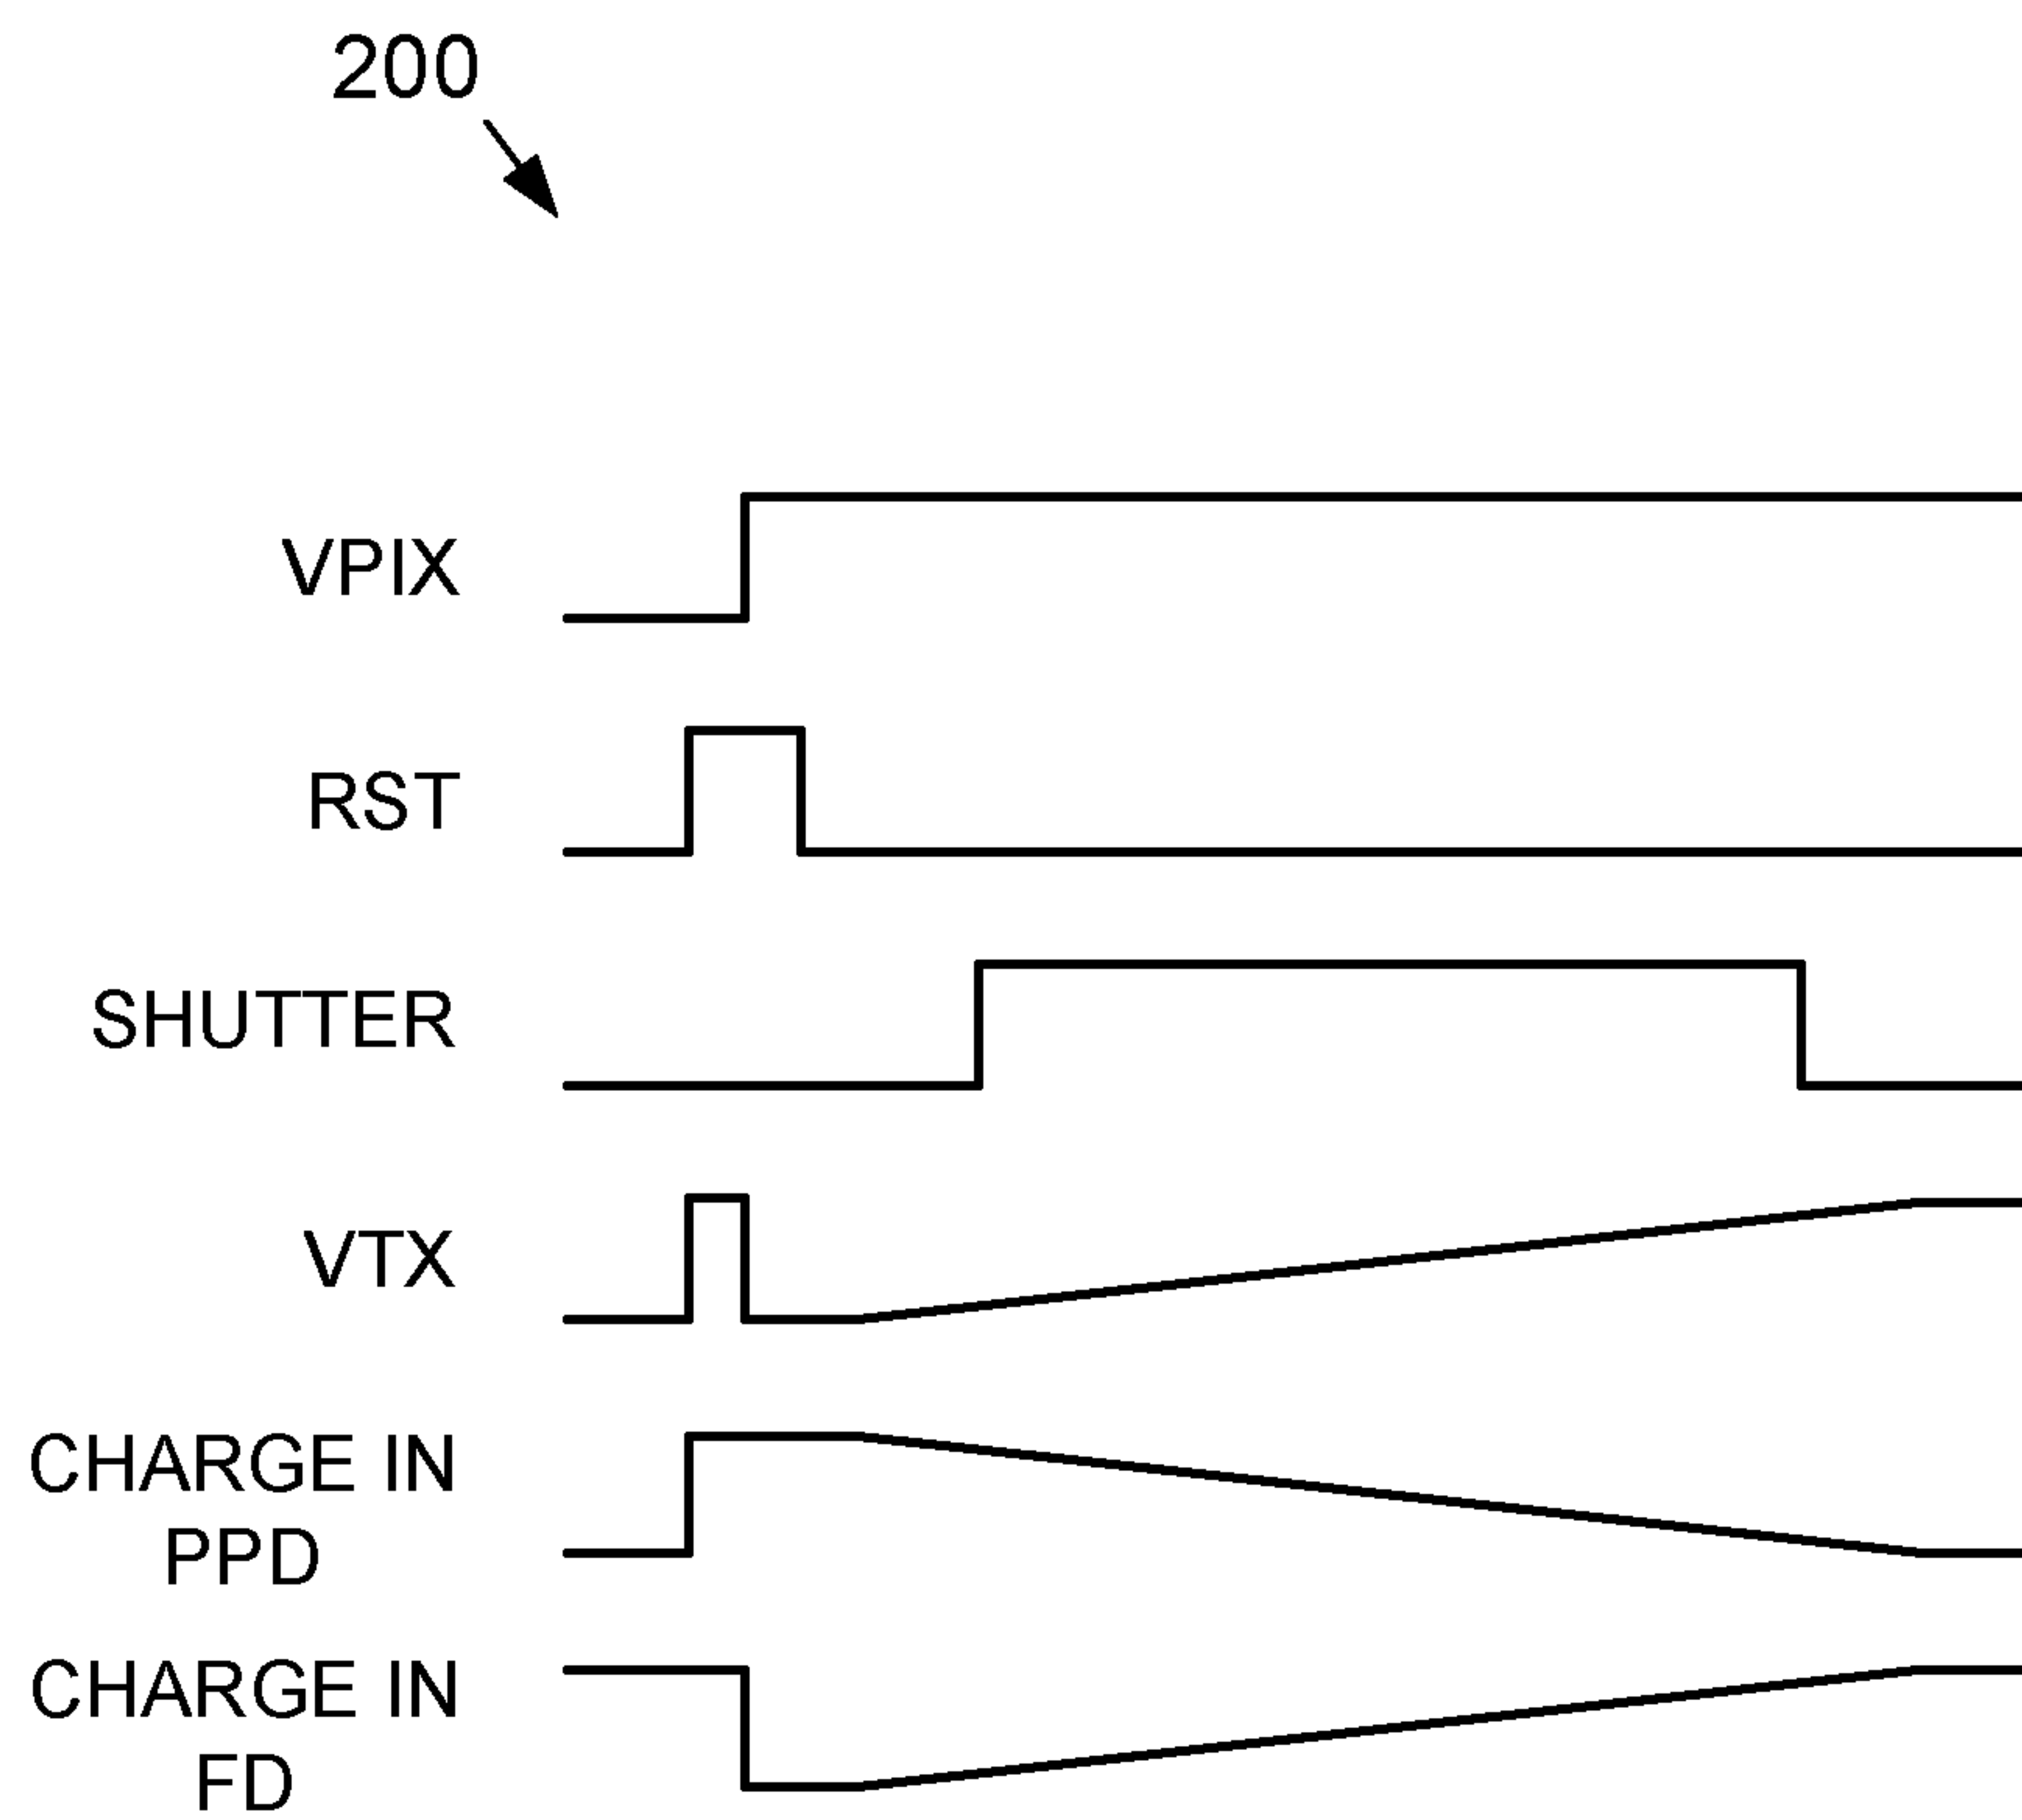 200
VPIX
RST
SHUTTER
VTX
CHARGE IN
PPD
CHARGE IN
FD